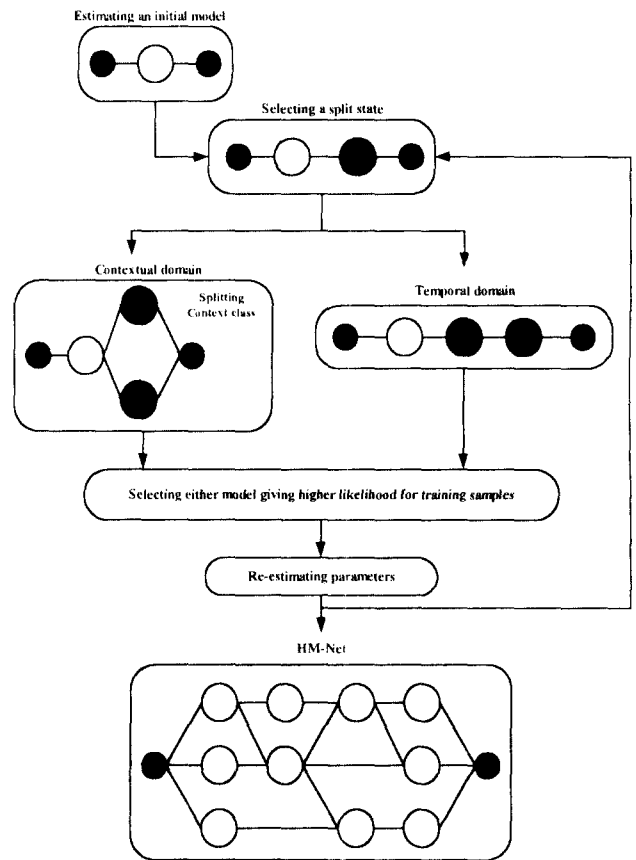 Estimating an initial model
Selecting a split state
Contextual domain
Splitting
Context class
Temporal domain
Selecting either model giving higher likelihood for training samples
Re-estimating parameters
HM-Net